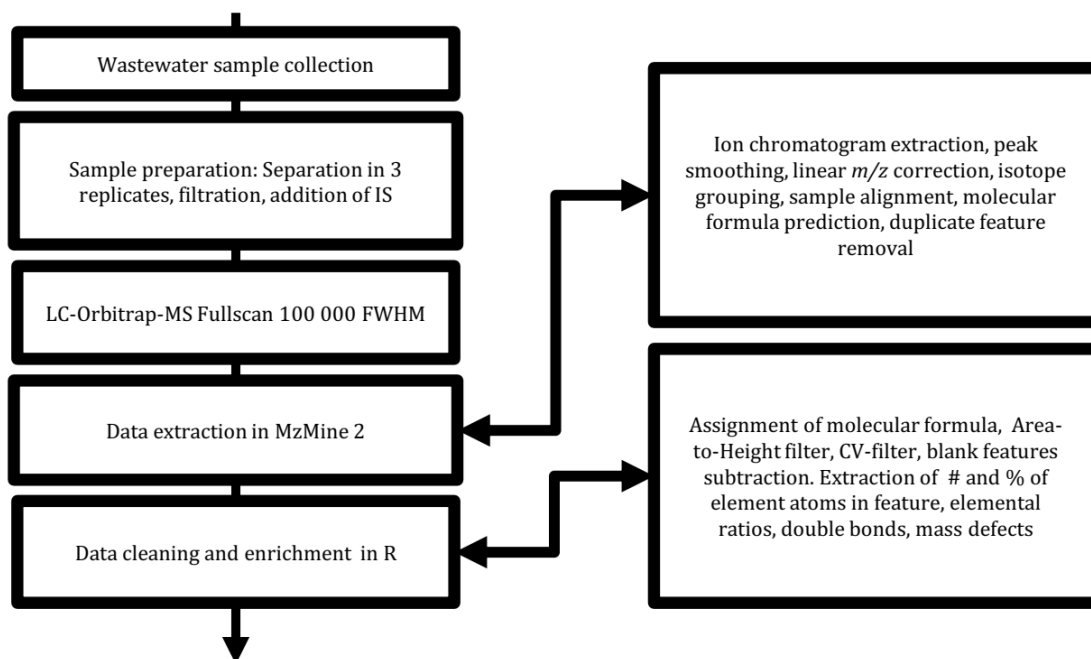 Wastewater sample collection
Sample preparation: Separation in 3
replicates, filtration, addition of IS
LC-Orbitrap-MS Fullscan 100 000 FWHM
Data extraction in MzMine 2
Data cleaning and enrichment in R
Ion chromatogram extraction, peak
smoothing, linear m/z correction, isotope
grouping, sample alignment, molecular
formula prediction, duplicate feature
removal
Assignment of molecular formula, Area-
to-Height filter, CV-filter, blank features
subtraction. Extraction of # and % of
element atoms in feature, elemental
ratios, double bonds, mass defects